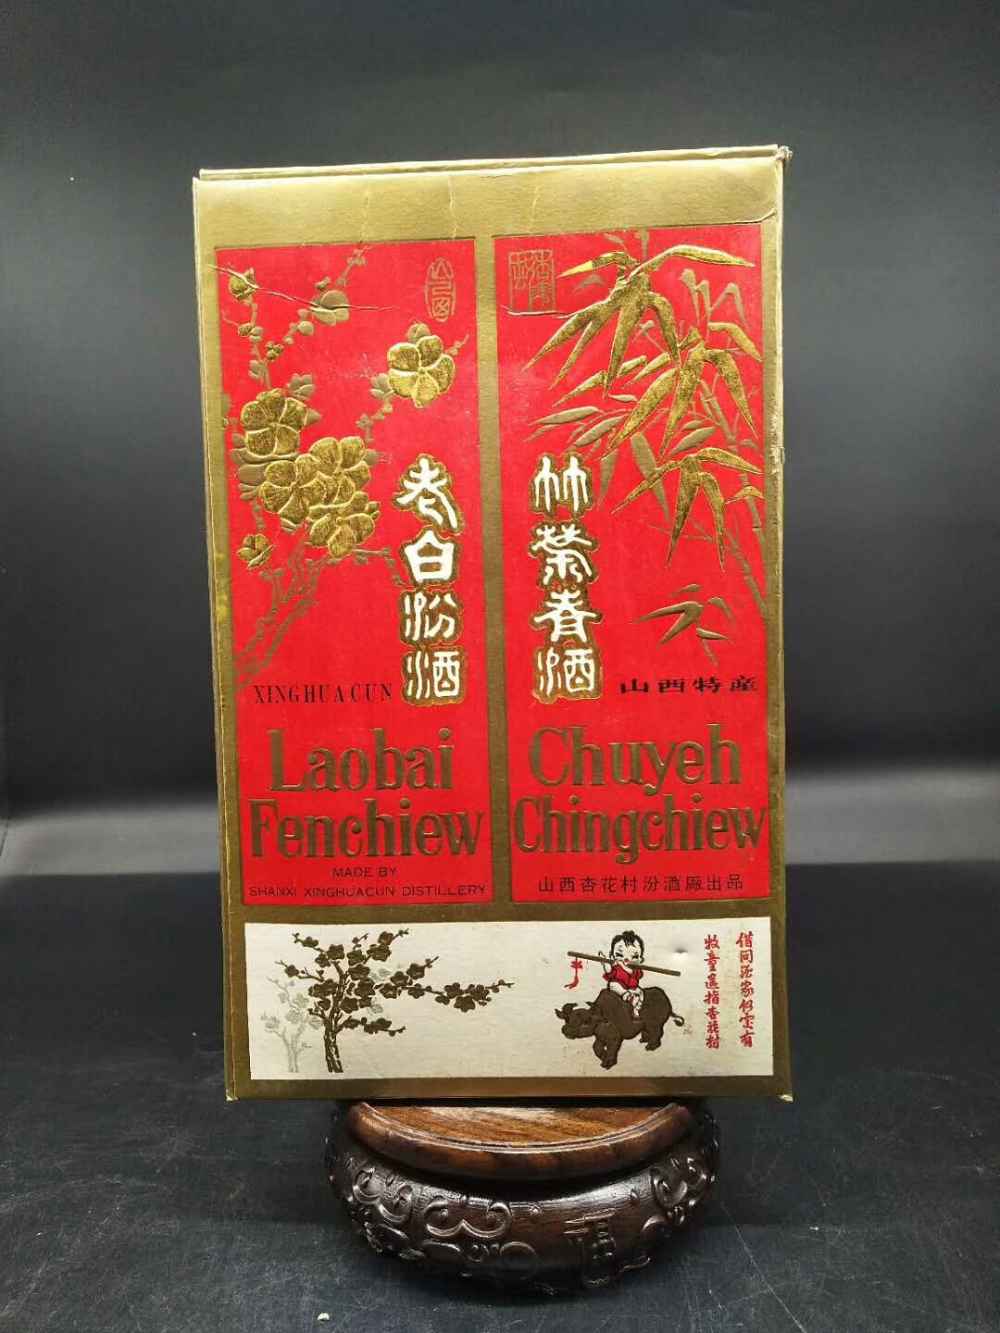 老白汾酒
XINGHUACUN
Laobai
Fenchiew
MADE BY
SHANXI XINGHUACUN DISTILLERY
竹葉青酒
山西特產
Chuyeh
Chingchiew
山西杏花村汾酒廠出品
借问酒家何處有
牧童遥指杏花村